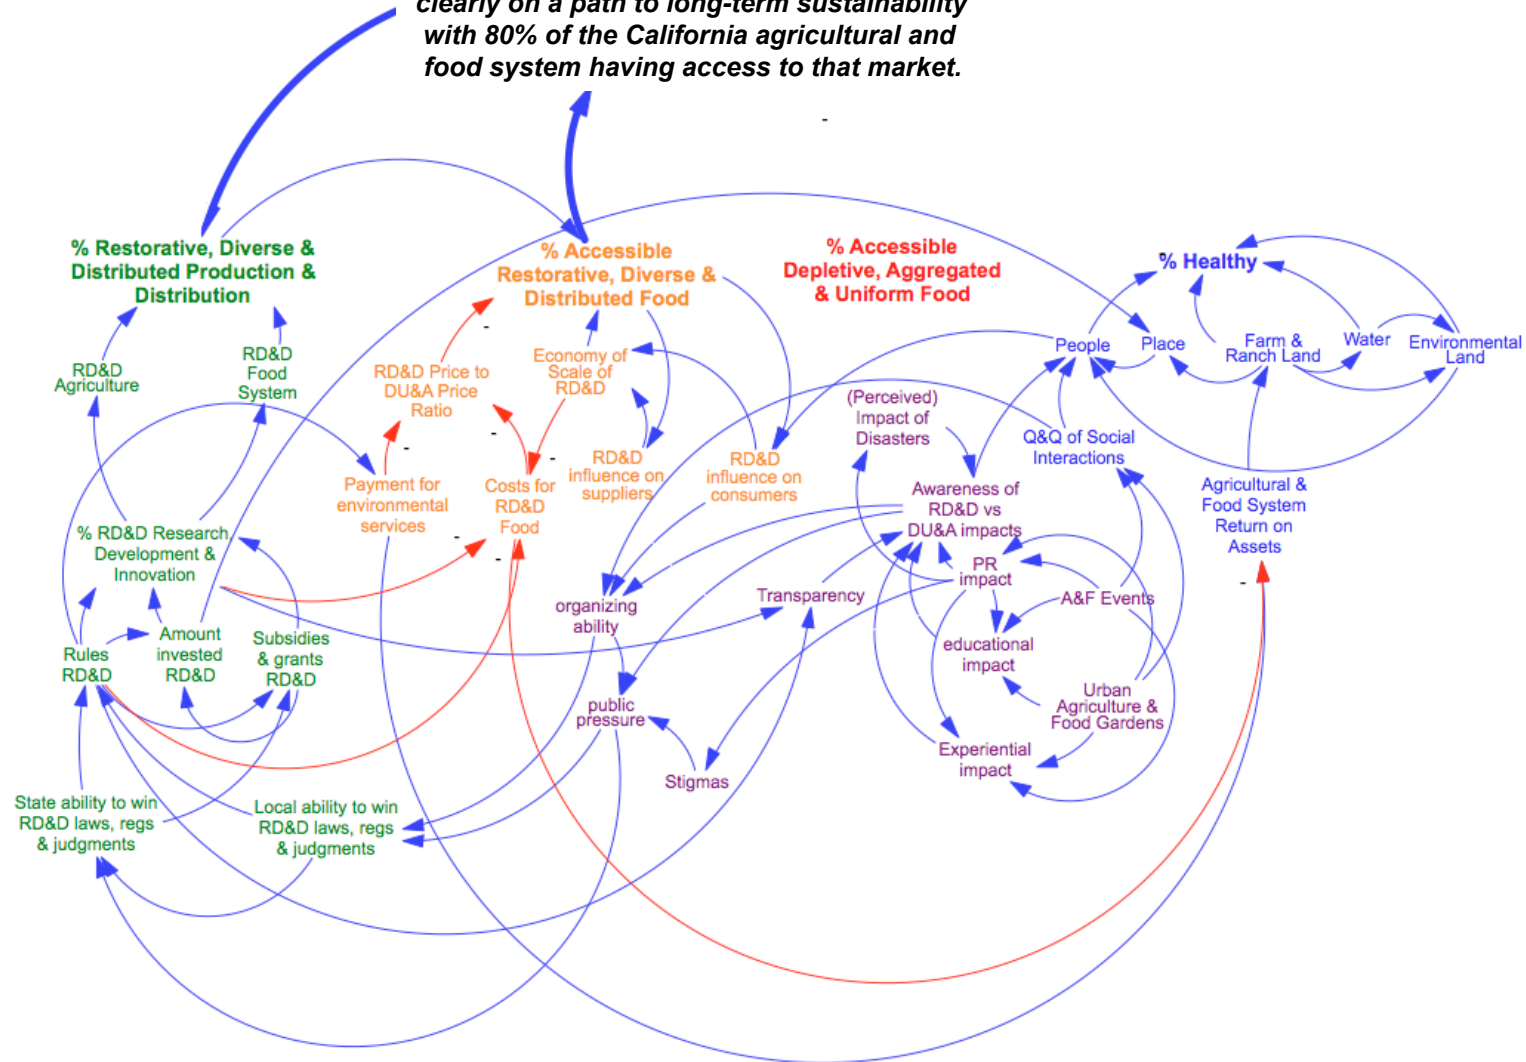 clearly on a path to long-term sustainability
with 80% of the California agricultural and
food system having access to that market.
-
% Restorative, Diverse &
Distributed Production &
Distribution
% Accessible
Restorative, Diverse &
Distributed Food
% Accessible
Depletive, Aggregated
& Uniform Food
% Healthy
RD&D
Agriculture
RD&D
Food
System
RD&D Price to
DU&A Price
Ratio
-
Economy of
Scale of
RD&D
People
Place
Farm &
Ranch Land
Water
Environmental
Land
(Perceived)
Impact of
Disasters
Q&Q of Social
Interactions
-
-
-
Payment for
environmental
services
Costs for
RD&D
Food
RD&D
influence on
suppliers
RD&D
influence on
consumers
Awareness of
RD&D vs
DU&A impacts
Agricultural &
Food System
Return on
Assets
-
% RD&D Research,
Development &
Innovation
-
-
PR
impact
A&F Events
Transparency
organizing
ability
educational
impact
Rules
RD&D
Amount
invested
RD&D
Subsidies
& grants
RD&D
public
pressure
Urban
Agriculture &
Food Gardens
Experiential
impact
Stigmas
State ability to win
RD&D laws, regs
& judgments
Local ability to win
RD&D laws, regs
& judgments